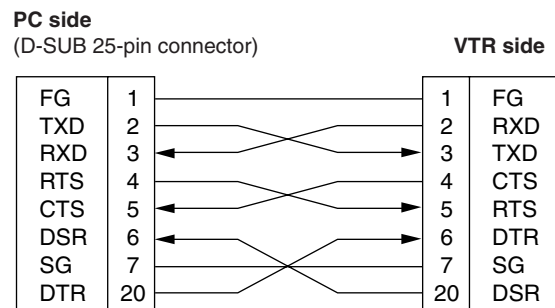 PC side
(D-SUB 25-pin connector) VTR side
FG 1 1 FG
TXD 2 2 RXD
RXD 3 3 TXD
RTS 4 4 CTS
CTS 5 5 RTS
DSR 6 6 DTR
SG 7 7 SG
DTR 20 20 DSR